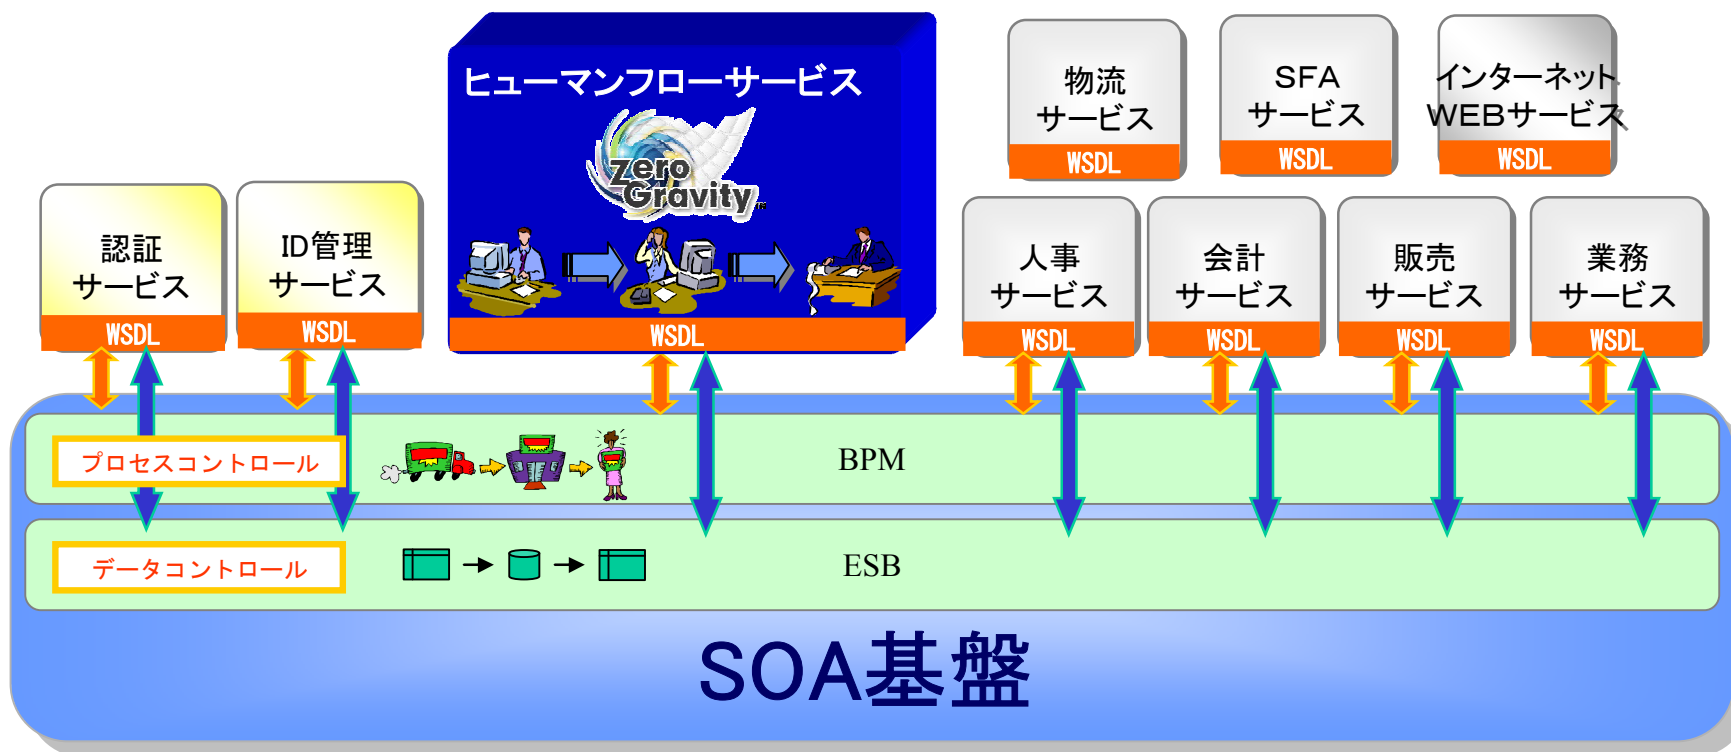 ヒューマンフローサービス
zero
Gravity
TM
物流
サービス
WSDL
SFA
サービス
WSDL
インターネット
WEBサービス
WSDL
認証
サービス
WSDL
ID管理
サービス
WSDL
WSDL
人事
サービス
WSDL
会計
サービス
WSDL
販売
サービス
WSDL
業務
サービス
WSDL
プロセスコントロール
BPM
データコントロール
ESB
SOA基盤